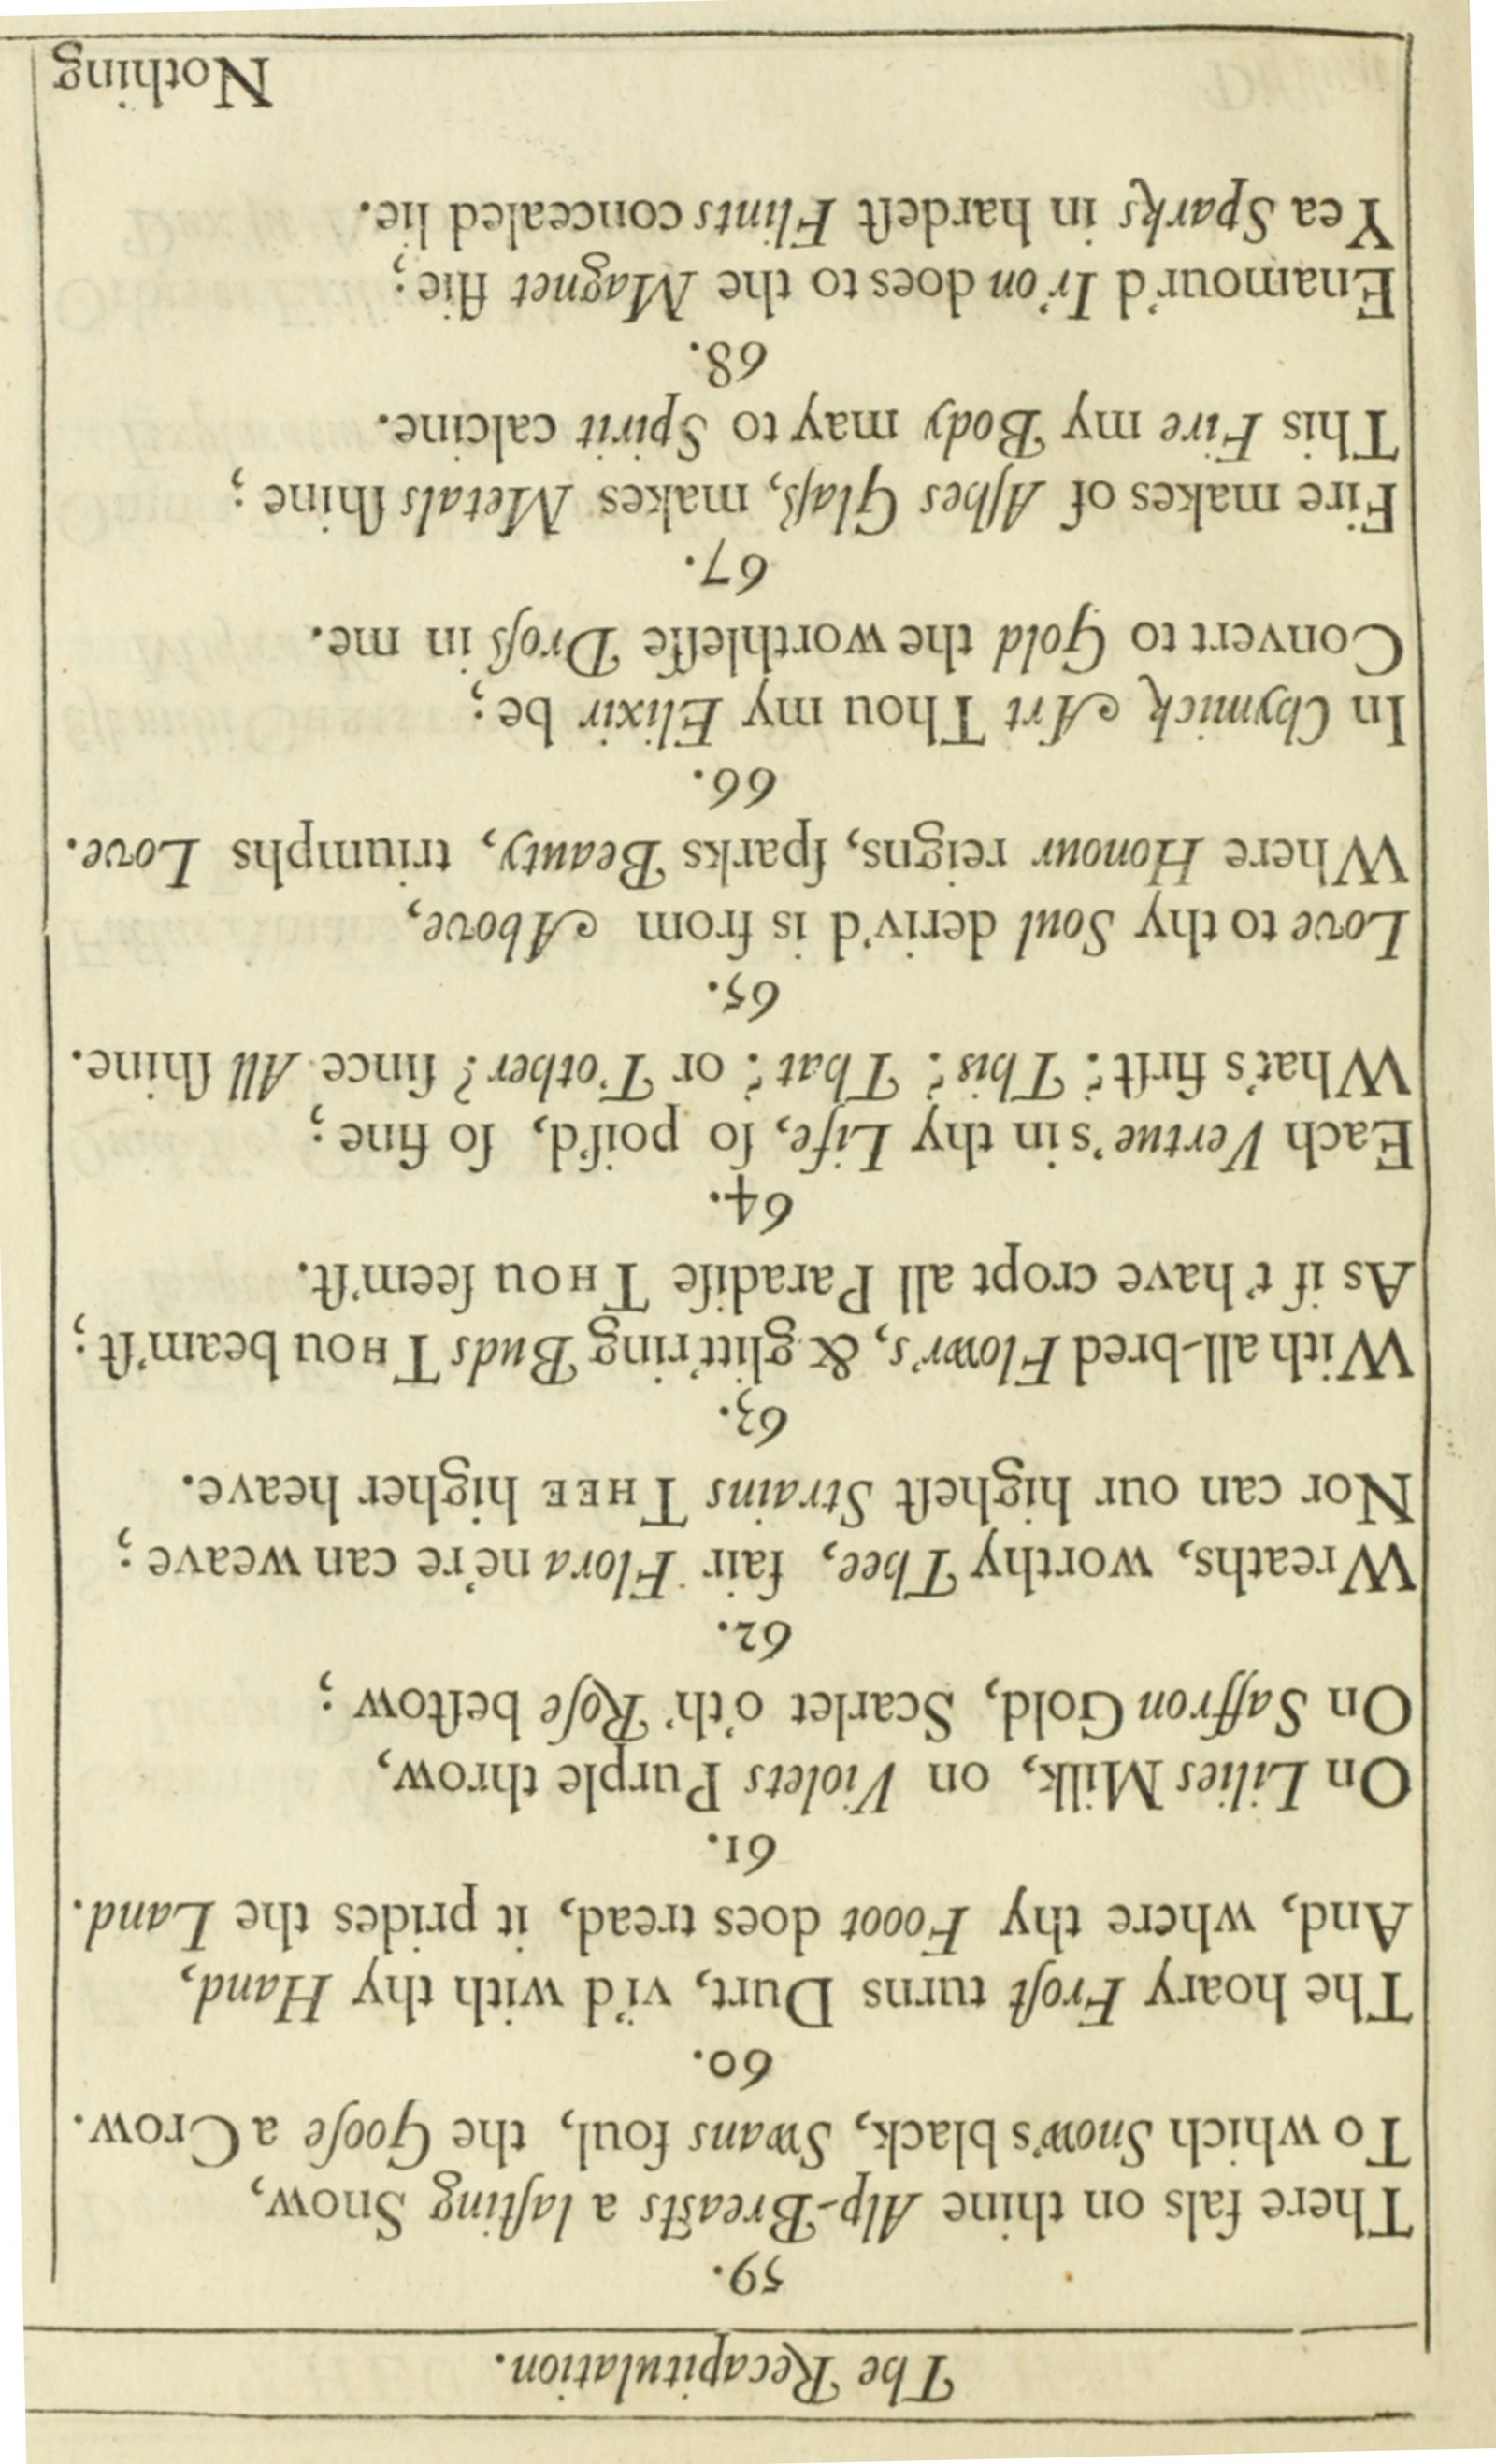 The Recapitulation.
59.
There fals on thine Alp-Breasts a laſting Snow,
To which Snow's black, Swans foul, the Gooſe a Crow.
60.
The hoary Froſt turns Durt, vi'd with thy Hand,
And, where thy Fooot does tread, it prides the Land.
61.
On Lilies Milk, on Violets Purple throw,
On Saffron Gold, Scarlet o'th' Roſe beſtow;
62.
Wreaths, worthy Thee, fair Flora ne're can weave;
Nor can our higheſt Strains THEE higher heave.
63.
With all-bred Flowr's, & glitt'ring Buds THOU beam'ſt;
As if t'have cropt all Paradiſe THOU ſeem'ſt.
64.
Each Vertue's in thy Life, ſo poiſ'd, ſo fine;
What's firſt? This? That? or T'other? ſince All ſhine.
65.
Love to thy Soul deriv'd is from Above,
Where Honour reigns, ſparks Beauty, triumphs Love.
66.
In Chymick Art Thou my Elixir be;
Convert to Gold the worthleſſe Droſs in me.
67.
Fire makes of Aſhes Glaſs, makes Metals ſhine;
This Fire my Body may to Spirit calcine.
68.
Enamour'd Ir'on does to the Magnet flie;
Yea Sparks in hardeſt Flints concealed lie.
Nothing